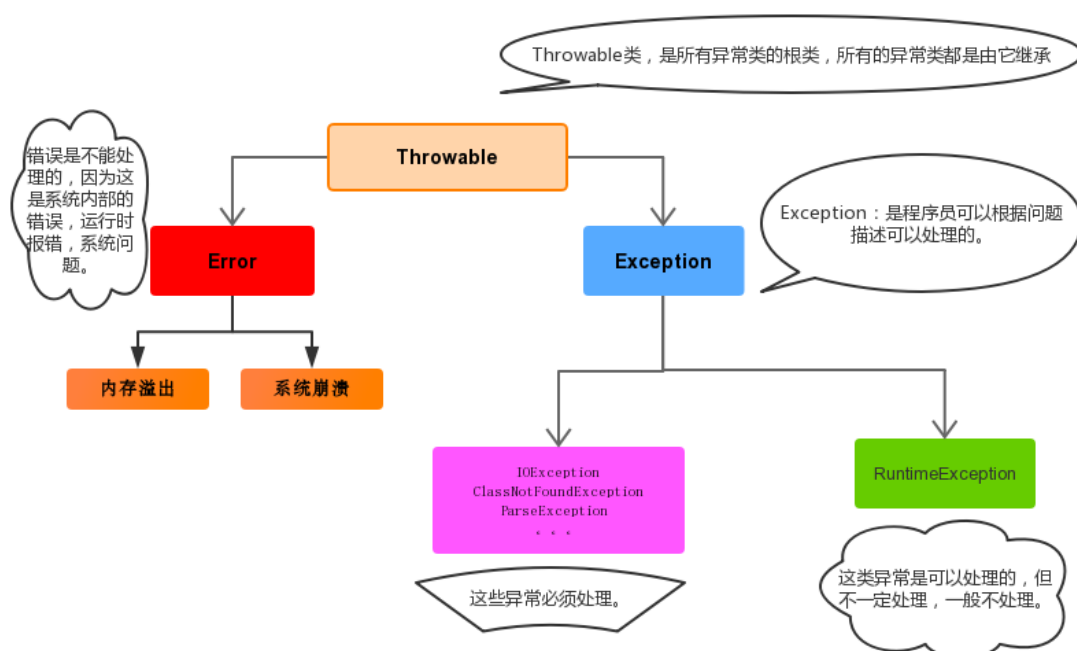 Throwable类，是所有异常类的根类，所有的异常类都是由它继承
Throwable
错误是不能处
理的，因为这
是系统内部的
错误，运行时
报错，系统问
题。
Error
Exception
Exception：是程序员可以根据问题
描述可以处理的。
内存溢出
系统崩溃
IOException
ClassNotFoundException
ParseException
。。。
RuntimeException
这些异常必须处理。
这类异常是可以处理的，但
不一定处理，一般不处理。